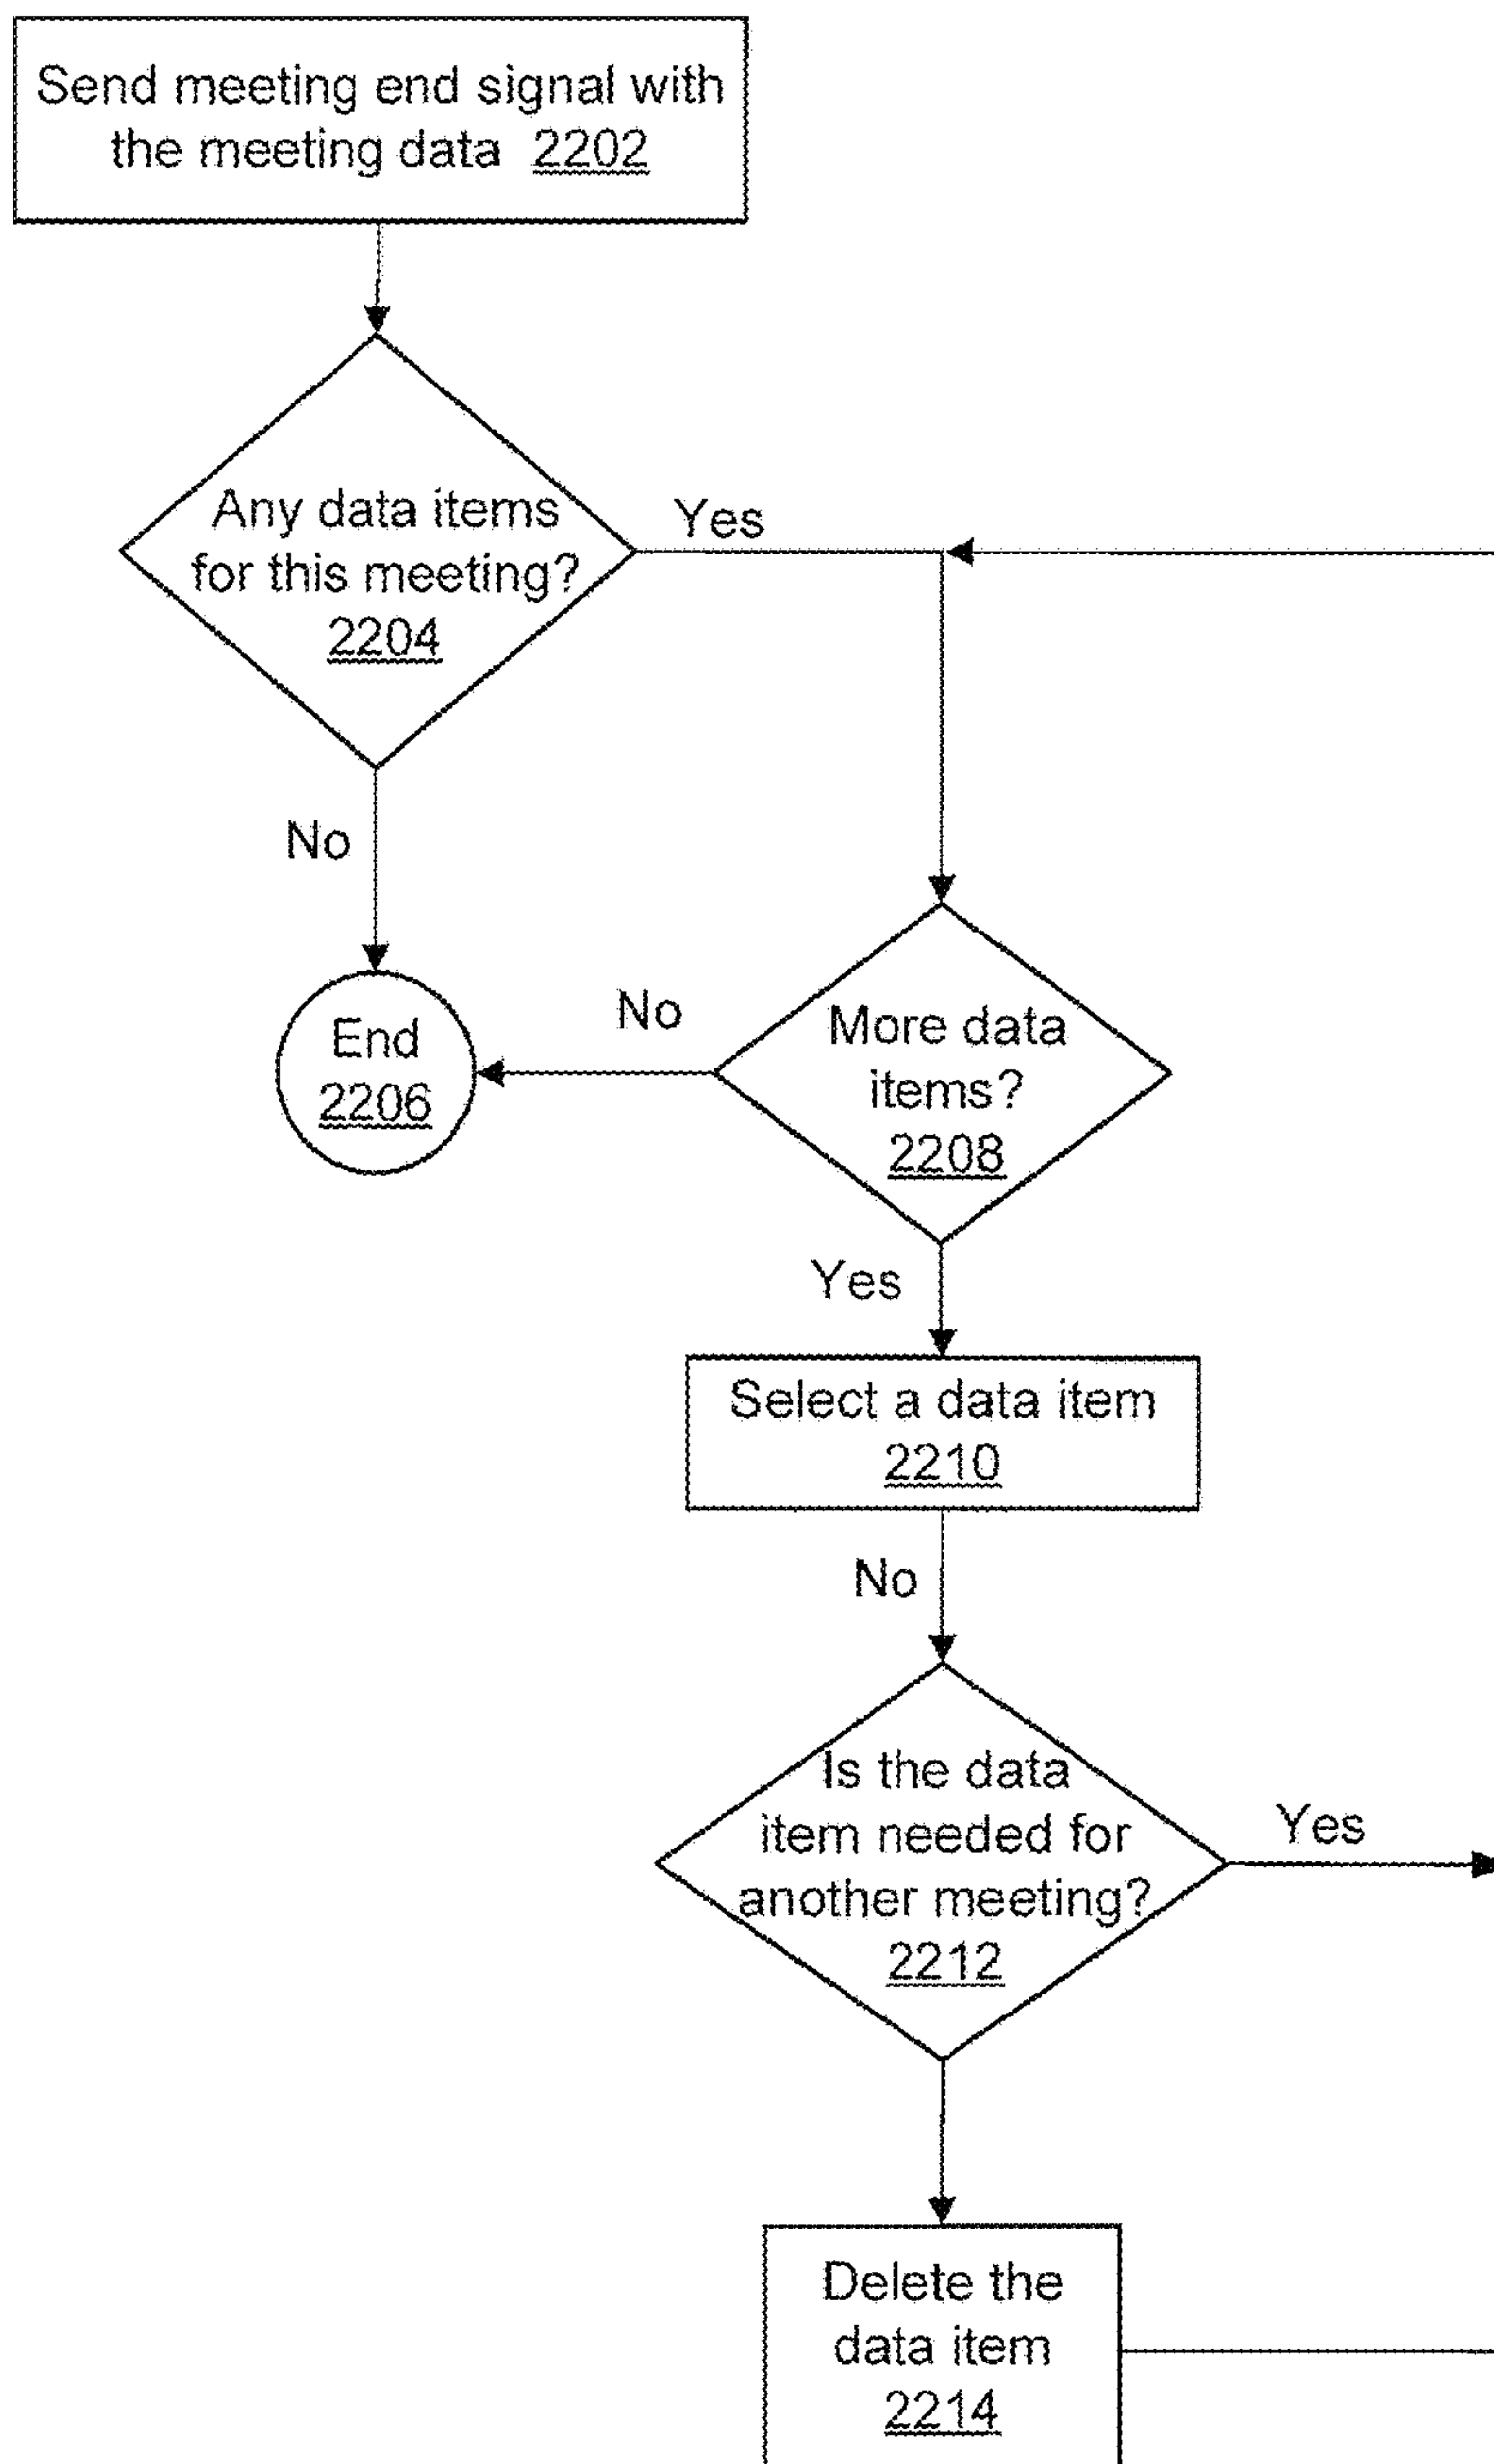 Send meeting end signal with
the meeting data 2202
Any data items
for this meeting?
2204
Yes
No
End
2206
No
More data
items?
2208
Yes
Select a data item
2210
No
Is the data
item needed for
another meeting?
2212
Yes
Delete the
data item
2214